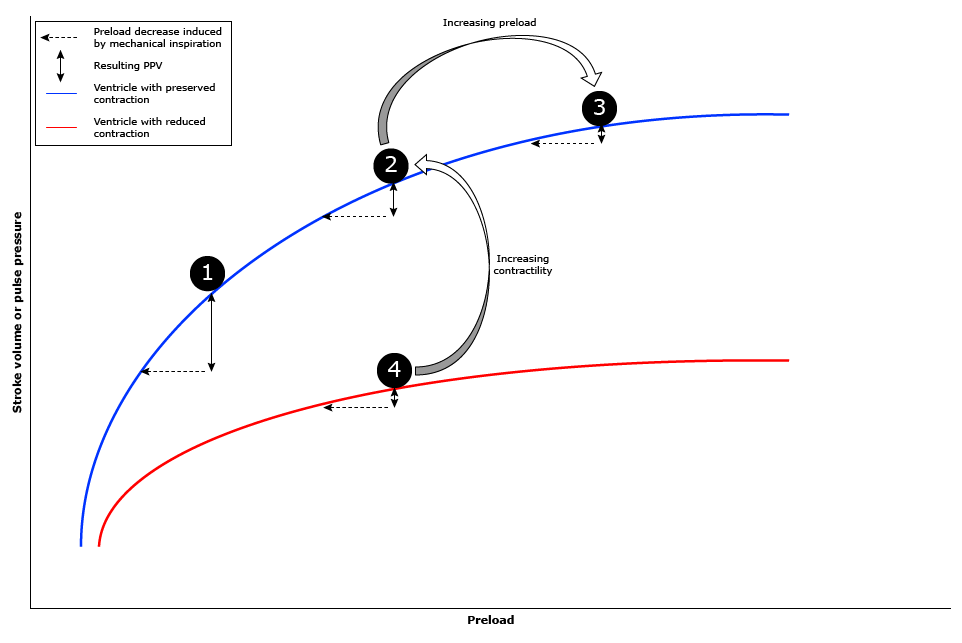 Increasing preload
Preload decrease induced
by mechanical inspiration
Resulting PPV
Ventricle with preserved
contraction
Ventricle with reduced
contraction
3
2
1
Increasing
contractility
4
Stroke volume or pulse pressure
Preload